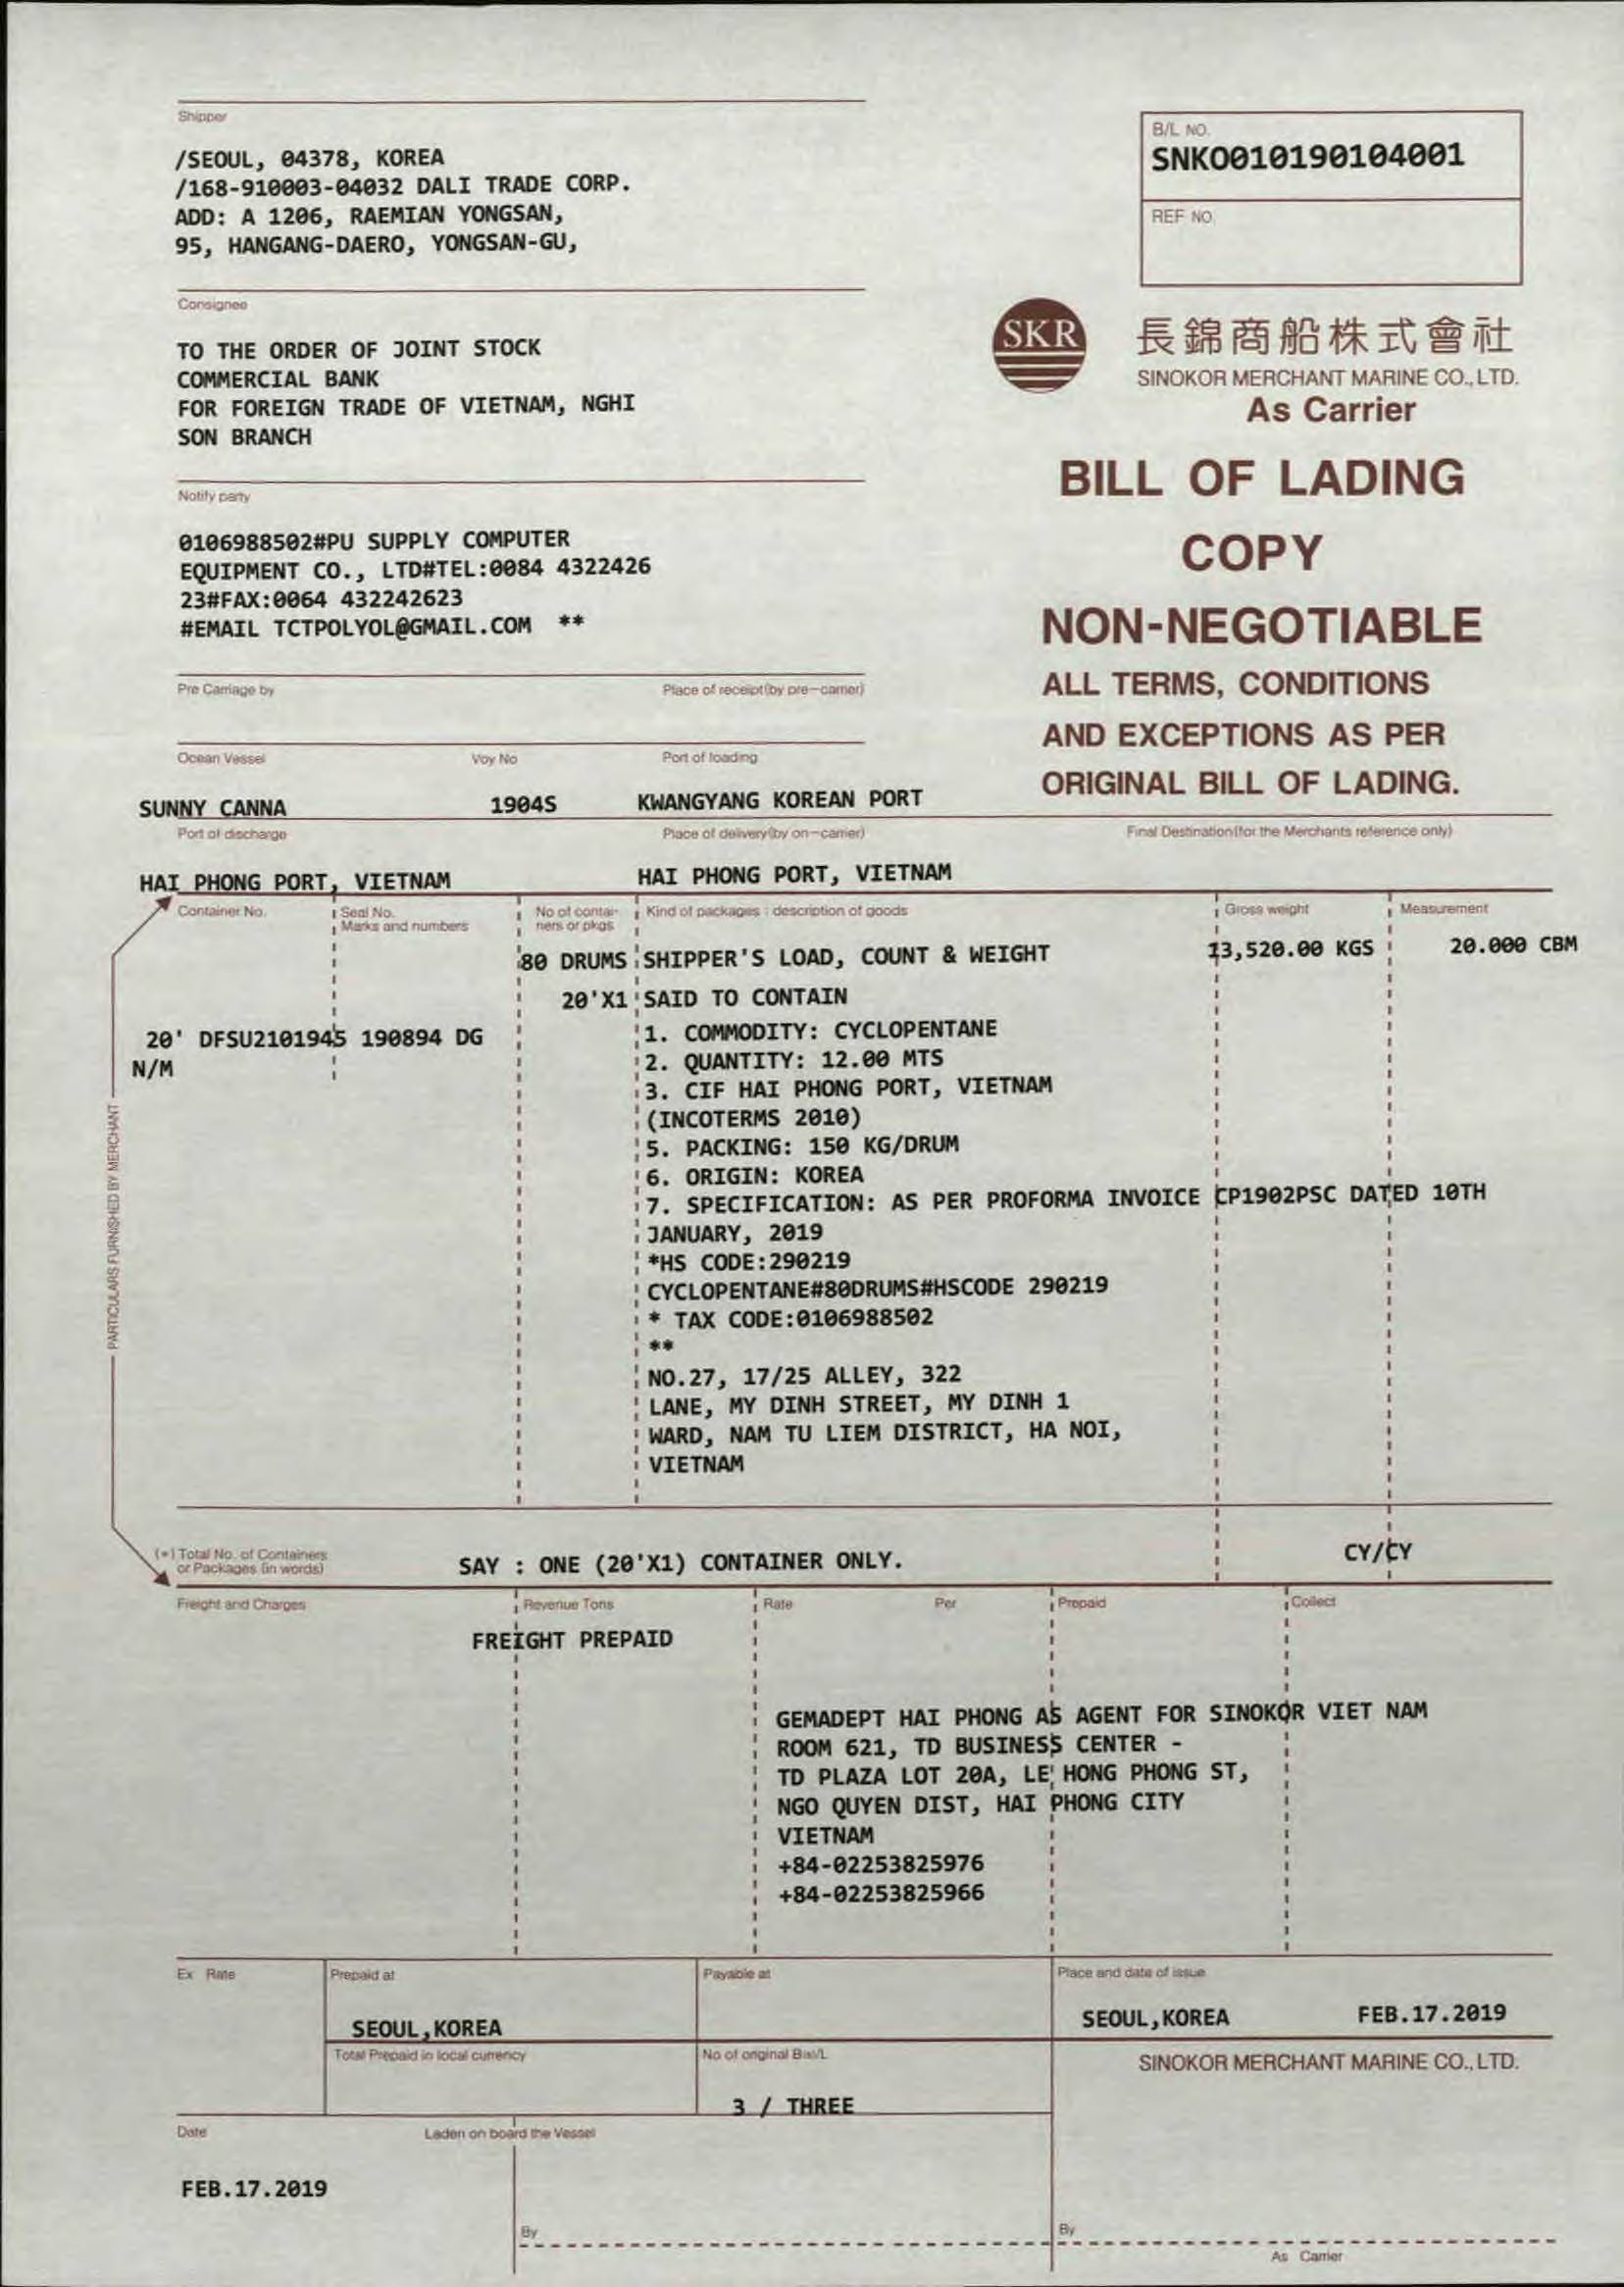 Shipper
/SEOUL, 04378, KOREA
/168-910003-04032 DALI TRADE CORP.
ADD: A 1206, RAEMIAN YONGSAN,
95, HANGANG-DAERO, YONGSAN-GU,
B/L NO.
SNKO010190104001
REF NO.
Consignee
TO THE ORDER OF JOINT STOCK
COMMERCIAL BANK
FOR FOREIGN TRADE OF VIETNAM, NGHI
SON BRANCH
SKR
長錦商船株式會社
SINOKOR MERCHANT MARINE CO., LTD.
As Carrier
BILL OF LADING
COPY
NON-NEGOTIABLE
ALL TERMS, CONDITIONS
AND EXCEPTIONS AS PER
ORIGINAL BILL OF LADING.
Notify party
0106988502#PU SUPPLY COMPUTER
EQUIPMENT CO., LTD#TEL:0084 4322426
23#FAX:0064 432242623
#EMAIL TCTPOLYOL@GMAIL.COM **
Pre Carriage by Place of receipt(by pre-carrier)
Ocean Vessel Voy No Port of loading
SUNNY CANNA 1904S KWANGYANG KOREAN PORT
Port of discharge Place of delivery(by on-carrier) Final Destination(for the Merchants reference only)
HAI PHONG PORT, VIETNAM HAI PHONG PORT, VIETNAM
Container No. Seal No. No of contai- Kind of packages : description of goods Gross weight Measurement
Marks and numbers ners or pkgs
80 DRUMS SHIPPER'S LOAD, COUNT & WEIGHT 13,520.00 KGS 20.000 CBM
20'X1 SAID TO CONTAIN
20' DFSU2101945 190894 DG 1. COMMODITY: CYCLOPENTANE
N/M 2. QUANTITY: 12.00 MTS
3. CIF HAI PHONG PORT, VIETNAM
(INCOTERMS 2010)
5. PACKING: 150 KG/DRUM
6. ORIGIN: KOREA
7. SPECIFICATION: AS PER PROFORMA INVOICE CP1902PSC DATED 10TH
JANUARY, 2019
*HS CODE:290219
CYCLOPENTANE#80DRUMS#HSCODE 290219
* TAX CODE:0106988502
**
NO.27, 17/25 ALLEY, 322
LANE, MY DINH STREET, MY DINH 1
WARD, NAM TU LIEM DISTRICT, HA NOI,
VIETNAM
PARTICULARS FURNISHED BY MERCHANT
(*) Total No. of Containers
or Packages (in words)
SAY : ONE (20'X1) CONTAINER ONLY. CY/CY
Freight and Charges Revenue Tons Rate Per Prepaid Collect
FREIGHT PREPAID
GEMADEPT HAI PHONG AS AGENT FOR SINOKOR VIET NAM
ROOM 621, TD BUSINESS CENTER -
TD PLAZA LOT 20A, LE HONG PHONG ST,
NGO QUYEN DIST, HAI PHONG CITY
VIETNAM
+84-02253825976
+84-02253825966
Ex Rate Prepaid at Payable at Place and date of issue
SEOUL,KOREA SEOUL,KOREA FEB.17.2019
Total Prepaid in local currency No of original B(s)/L SINOKOR MERCHANT MARINE CO., LTD.
3 / THREE
Date Laden on board the Vessel
FEB.17.2019
By By
As Carrier